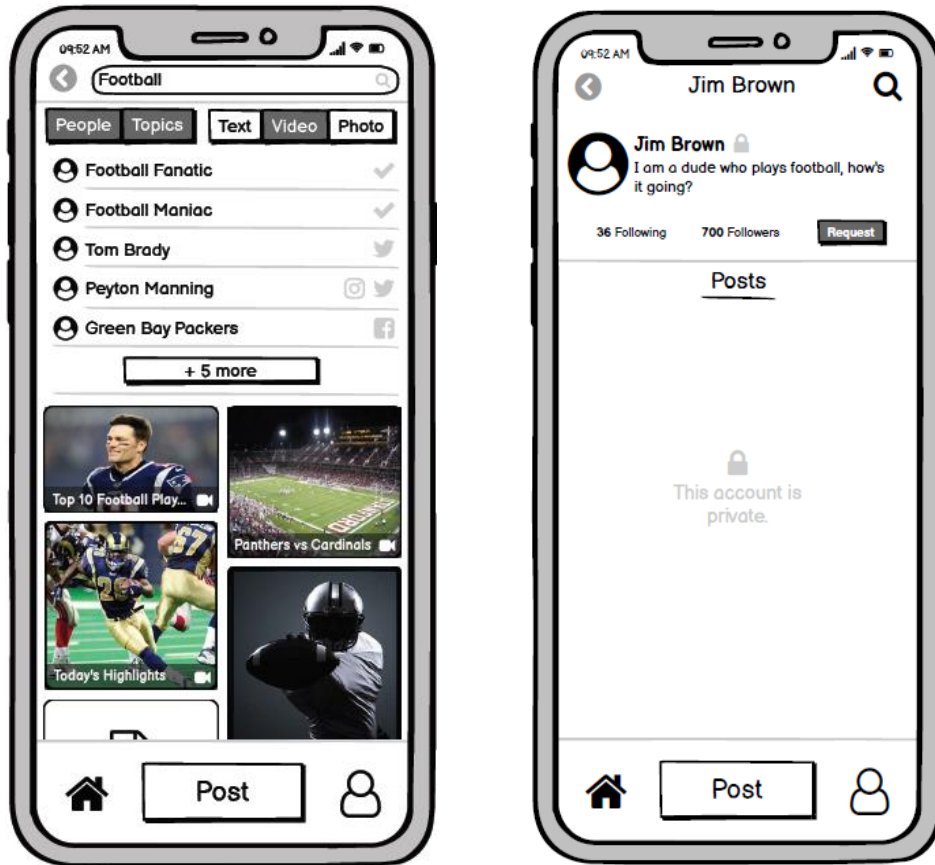 09:52 AM
Football
People Topics Text Video Photo
Football Fanatic
Football Maniac
Tom Brady
Peyton Manning
Green Bay Packers
+ 5 more
Top 10 Football Play...
Panthers vs Cardinals
Today's Highlights
Post
09:52 AM
Jim Brown
Jim Brown
I am a dude who plays football, how's
it going?
36 Following 700 Followers Request
Posts
This account is
private.
Post